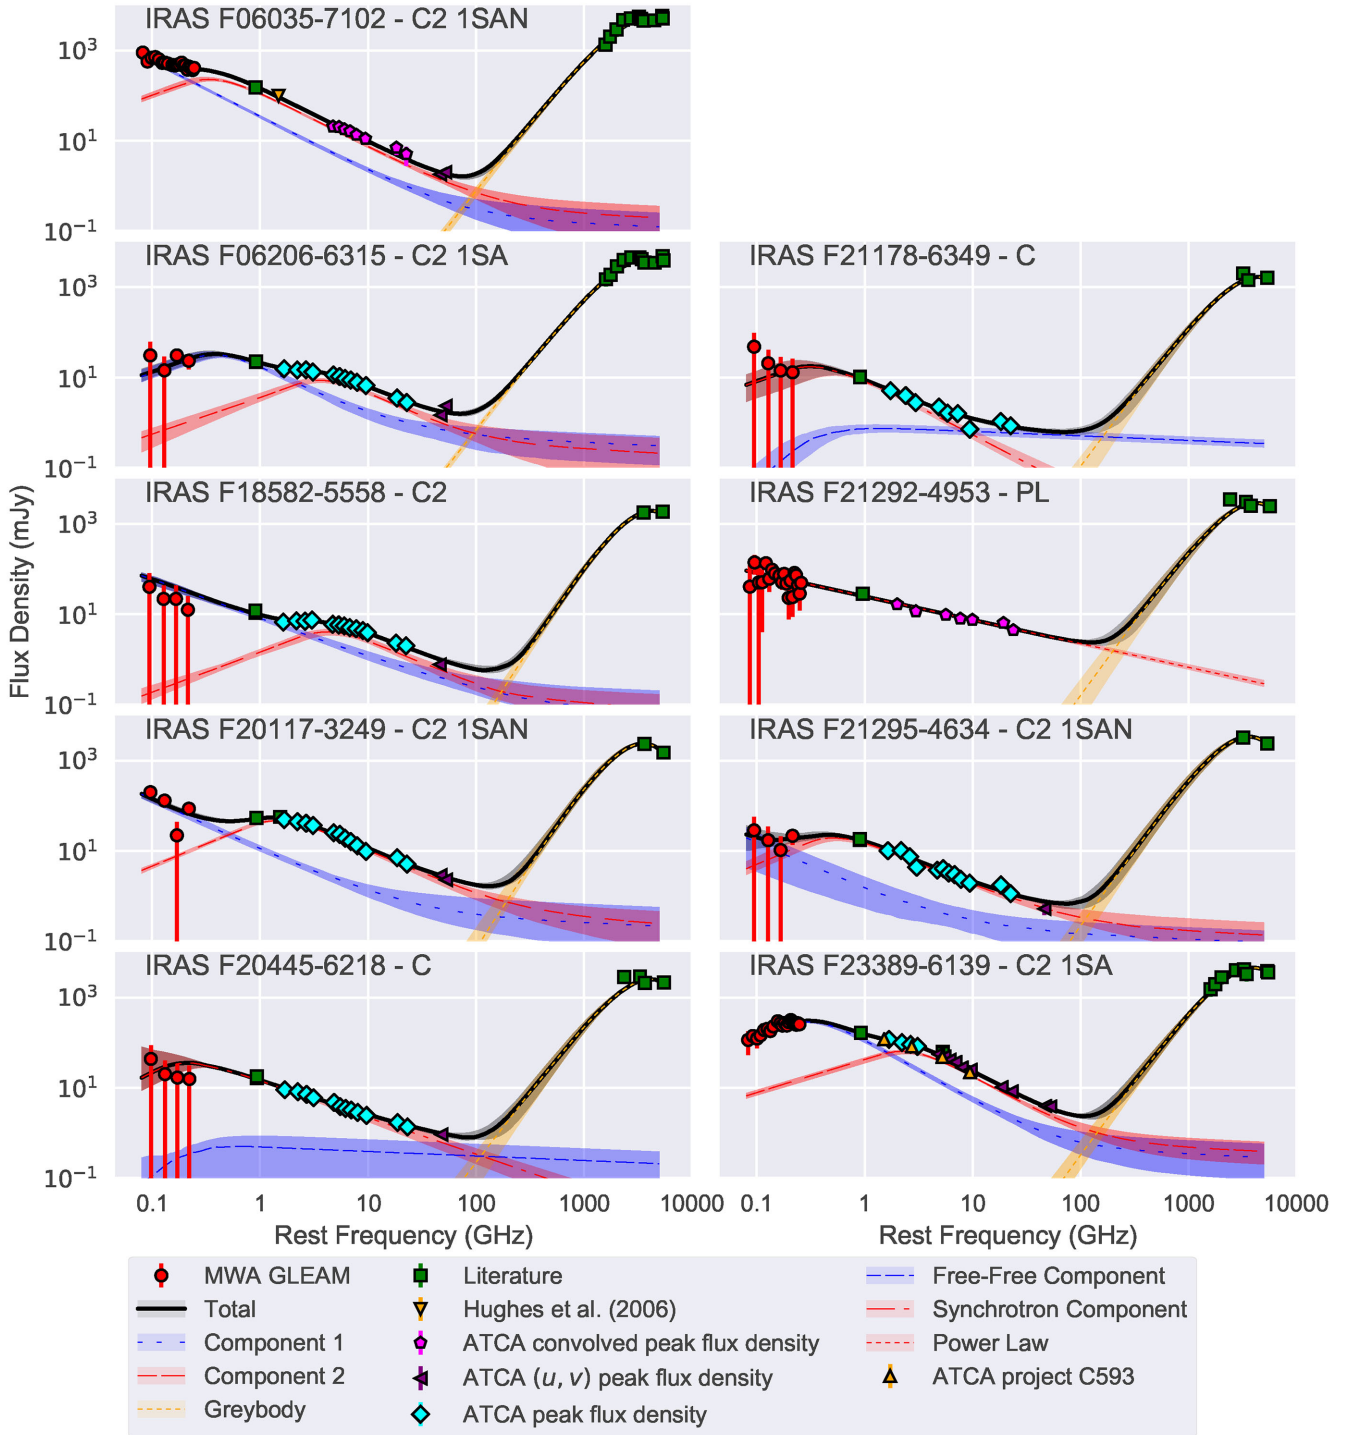 IRAS F06035-7102 - C2 1SAN
10³
10¹
10⁻¹
IRAS F06206-6315 - C2 1SA
10³
10¹
10⁻¹
IRAS F21178-6349 - C
IRAS F18582-5558 - C2
10³
10¹
10⁻¹
IRAS F21292-4953 - PL
Flux Density (mJy)
IRAS F20117-3249 - C2 1SAN
10³
10¹
10⁻¹
IRAS F21295-4634 - C2 1SAN
IRAS F20445-6218 - C
10³
10¹
10⁻¹
IRAS F23389-6139 - C2 1SA
0.1 1 10 100 1000 10000
0.1 1 10 100 1000 10000
Rest Frequency (GHz)
Rest Frequency (GHz)
MWA GLEAM
Total
Component 1
Component 2
Greybody
Literature
Hughes et al. (2006)
ATCA convolved peak flux density
ATCA (u, v) peak flux density
ATCA peak flux density
Free-Free Component
Synchrotron Component
Power Law
ATCA project C593